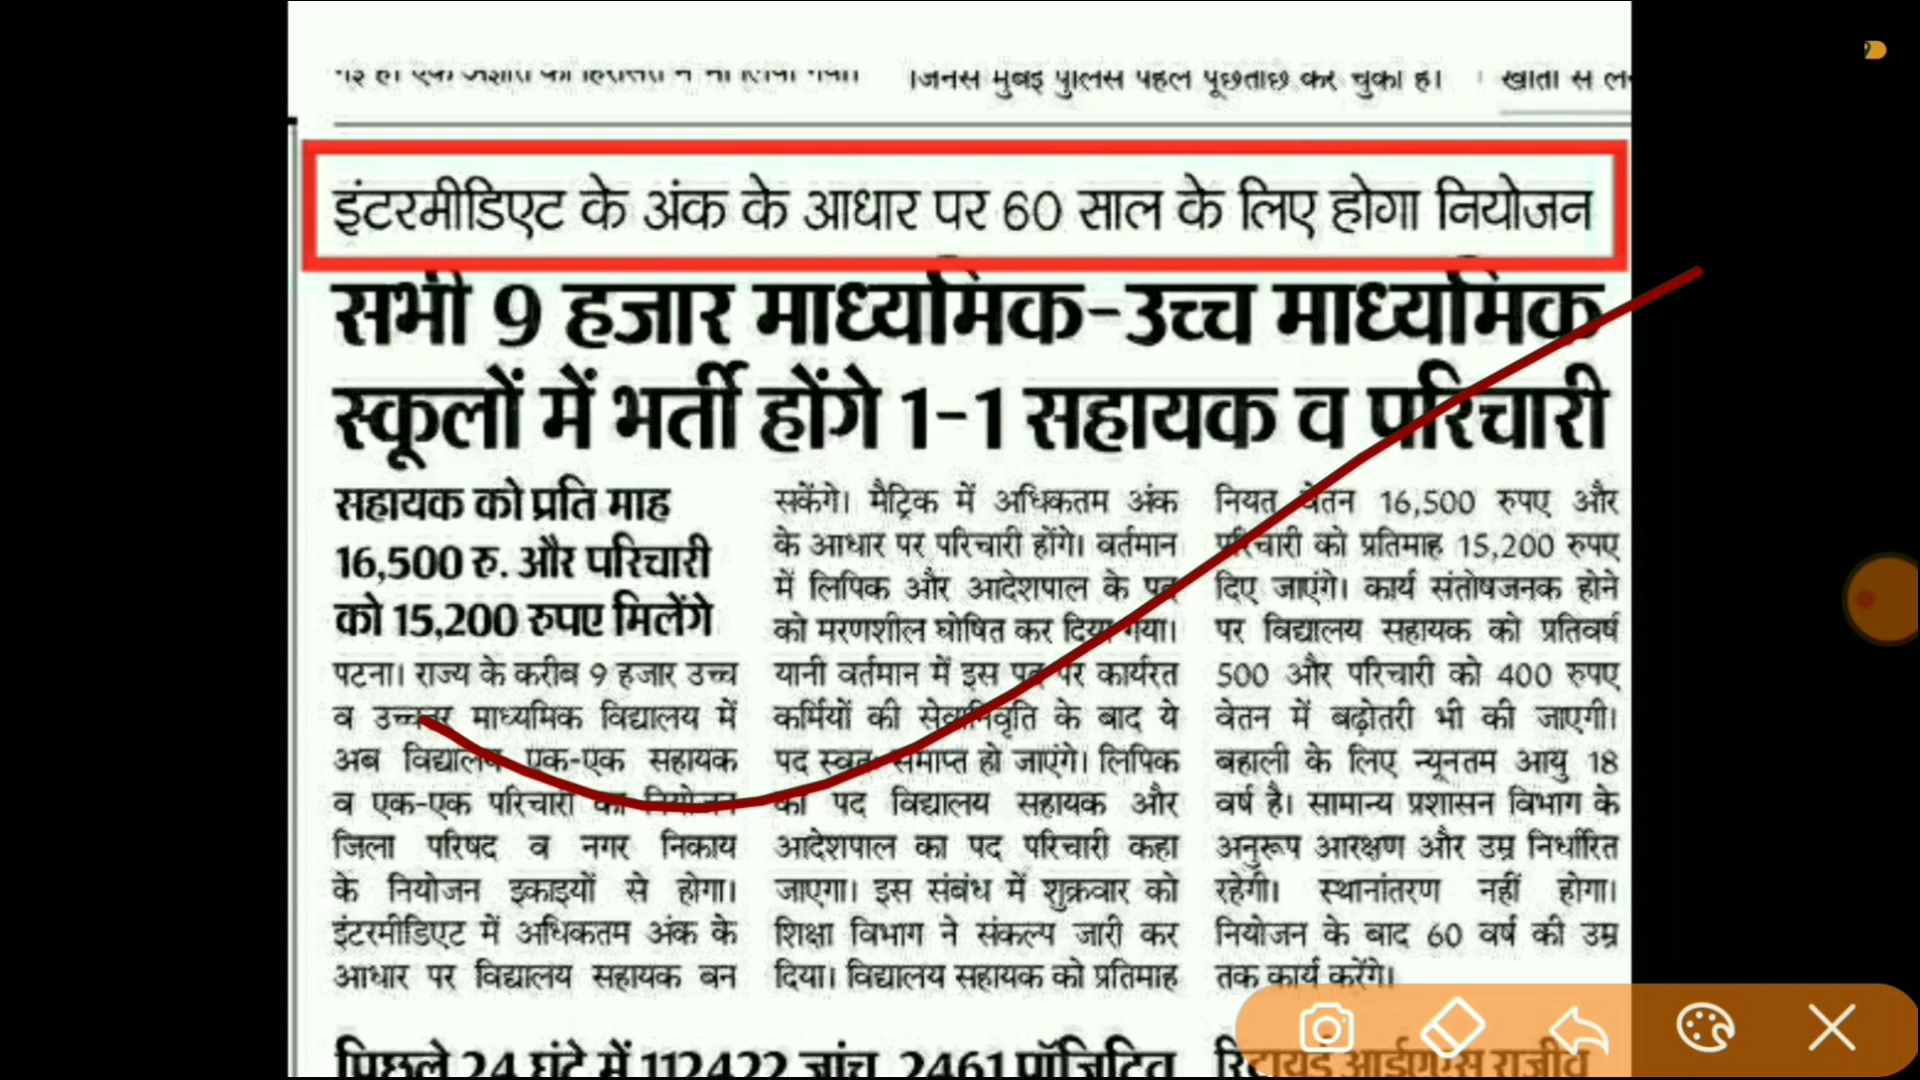 जिनसे मुंबई पुलिस पहले पूछताछ कर चुकी है।
इंटरमीडिएट के अंक के आधार पर 60 साल के लिए होगा नियोजन
सभी 9 हजार माध्यमिक-उच्च माध्यमिक
स्कूलों में भर्ती होंगे 1-1 सहायक व परिचारी
सहायक को प्रति माह
16,500 रु. और परिचारी
को 15,200 रुपए मिलेंगे
पटना। राज्य के करीब 9 हजार उच्च
व उच्चतर माध्यमिक विद्यालय में
अब विद्यालय एक-एक सहायक
व एक-एक परिचारी का नियोजन
जिला परिषद व नगर निकाय
के नियोजन इकाइयों से होगा।
इंटरमीडिएट में अधिकतम अंक के
आधार पर विद्यालय सहायक बन
सकेंगे। मैट्रिक में अधिकतम अंक
के आधार पर परिचारी होंगे। वर्तमान
में लिपिक और आदेशपाल के पद
को मरणशील घोषित कर दिया गया।
यानी वर्तमान में इस पद पर कार्यरत
कर्मियों की सेवानिवृति के बाद ये
पद स्वतः समाप्त हो जाएंगे। लिपिक
का पद विद्यालय सहायक और
आदेशपाल का पद परिचारी कहा
जाएगा। इस संबंध में शुक्रवार को
शिक्षा विभाग ने संकल्प जारी कर
दिया। विद्यालय सहायक को प्रतिमाह
नियत वेतन 16,500 रुपए और
परिचारी को प्रतिमाह 15,200 रुपए
दिए जाएंगे। कार्य संतोषजनक होने
पर विद्यालय सहायक को प्रतिवर्ष
500 और परिचारी को 400 रुपए
वेतन में बढ़ोतरी भी की जाएगी।
बहाली के लिए न्यूनतम आयु 18
वर्ष है। सामान्य प्रशासन विभाग के
अनुरूप आरक्षण और उम्र निर्धारित
रहेगी। स्थानांतरण नहीं होगा।
नियोजन के बाद 60 वर्ष की उम्र
तक कार्य करेंगे।
पिछले 24 घंटे में 112422 जांच, 2461 पॉजिटिव
रिटायर्ड आईएएस राजीव